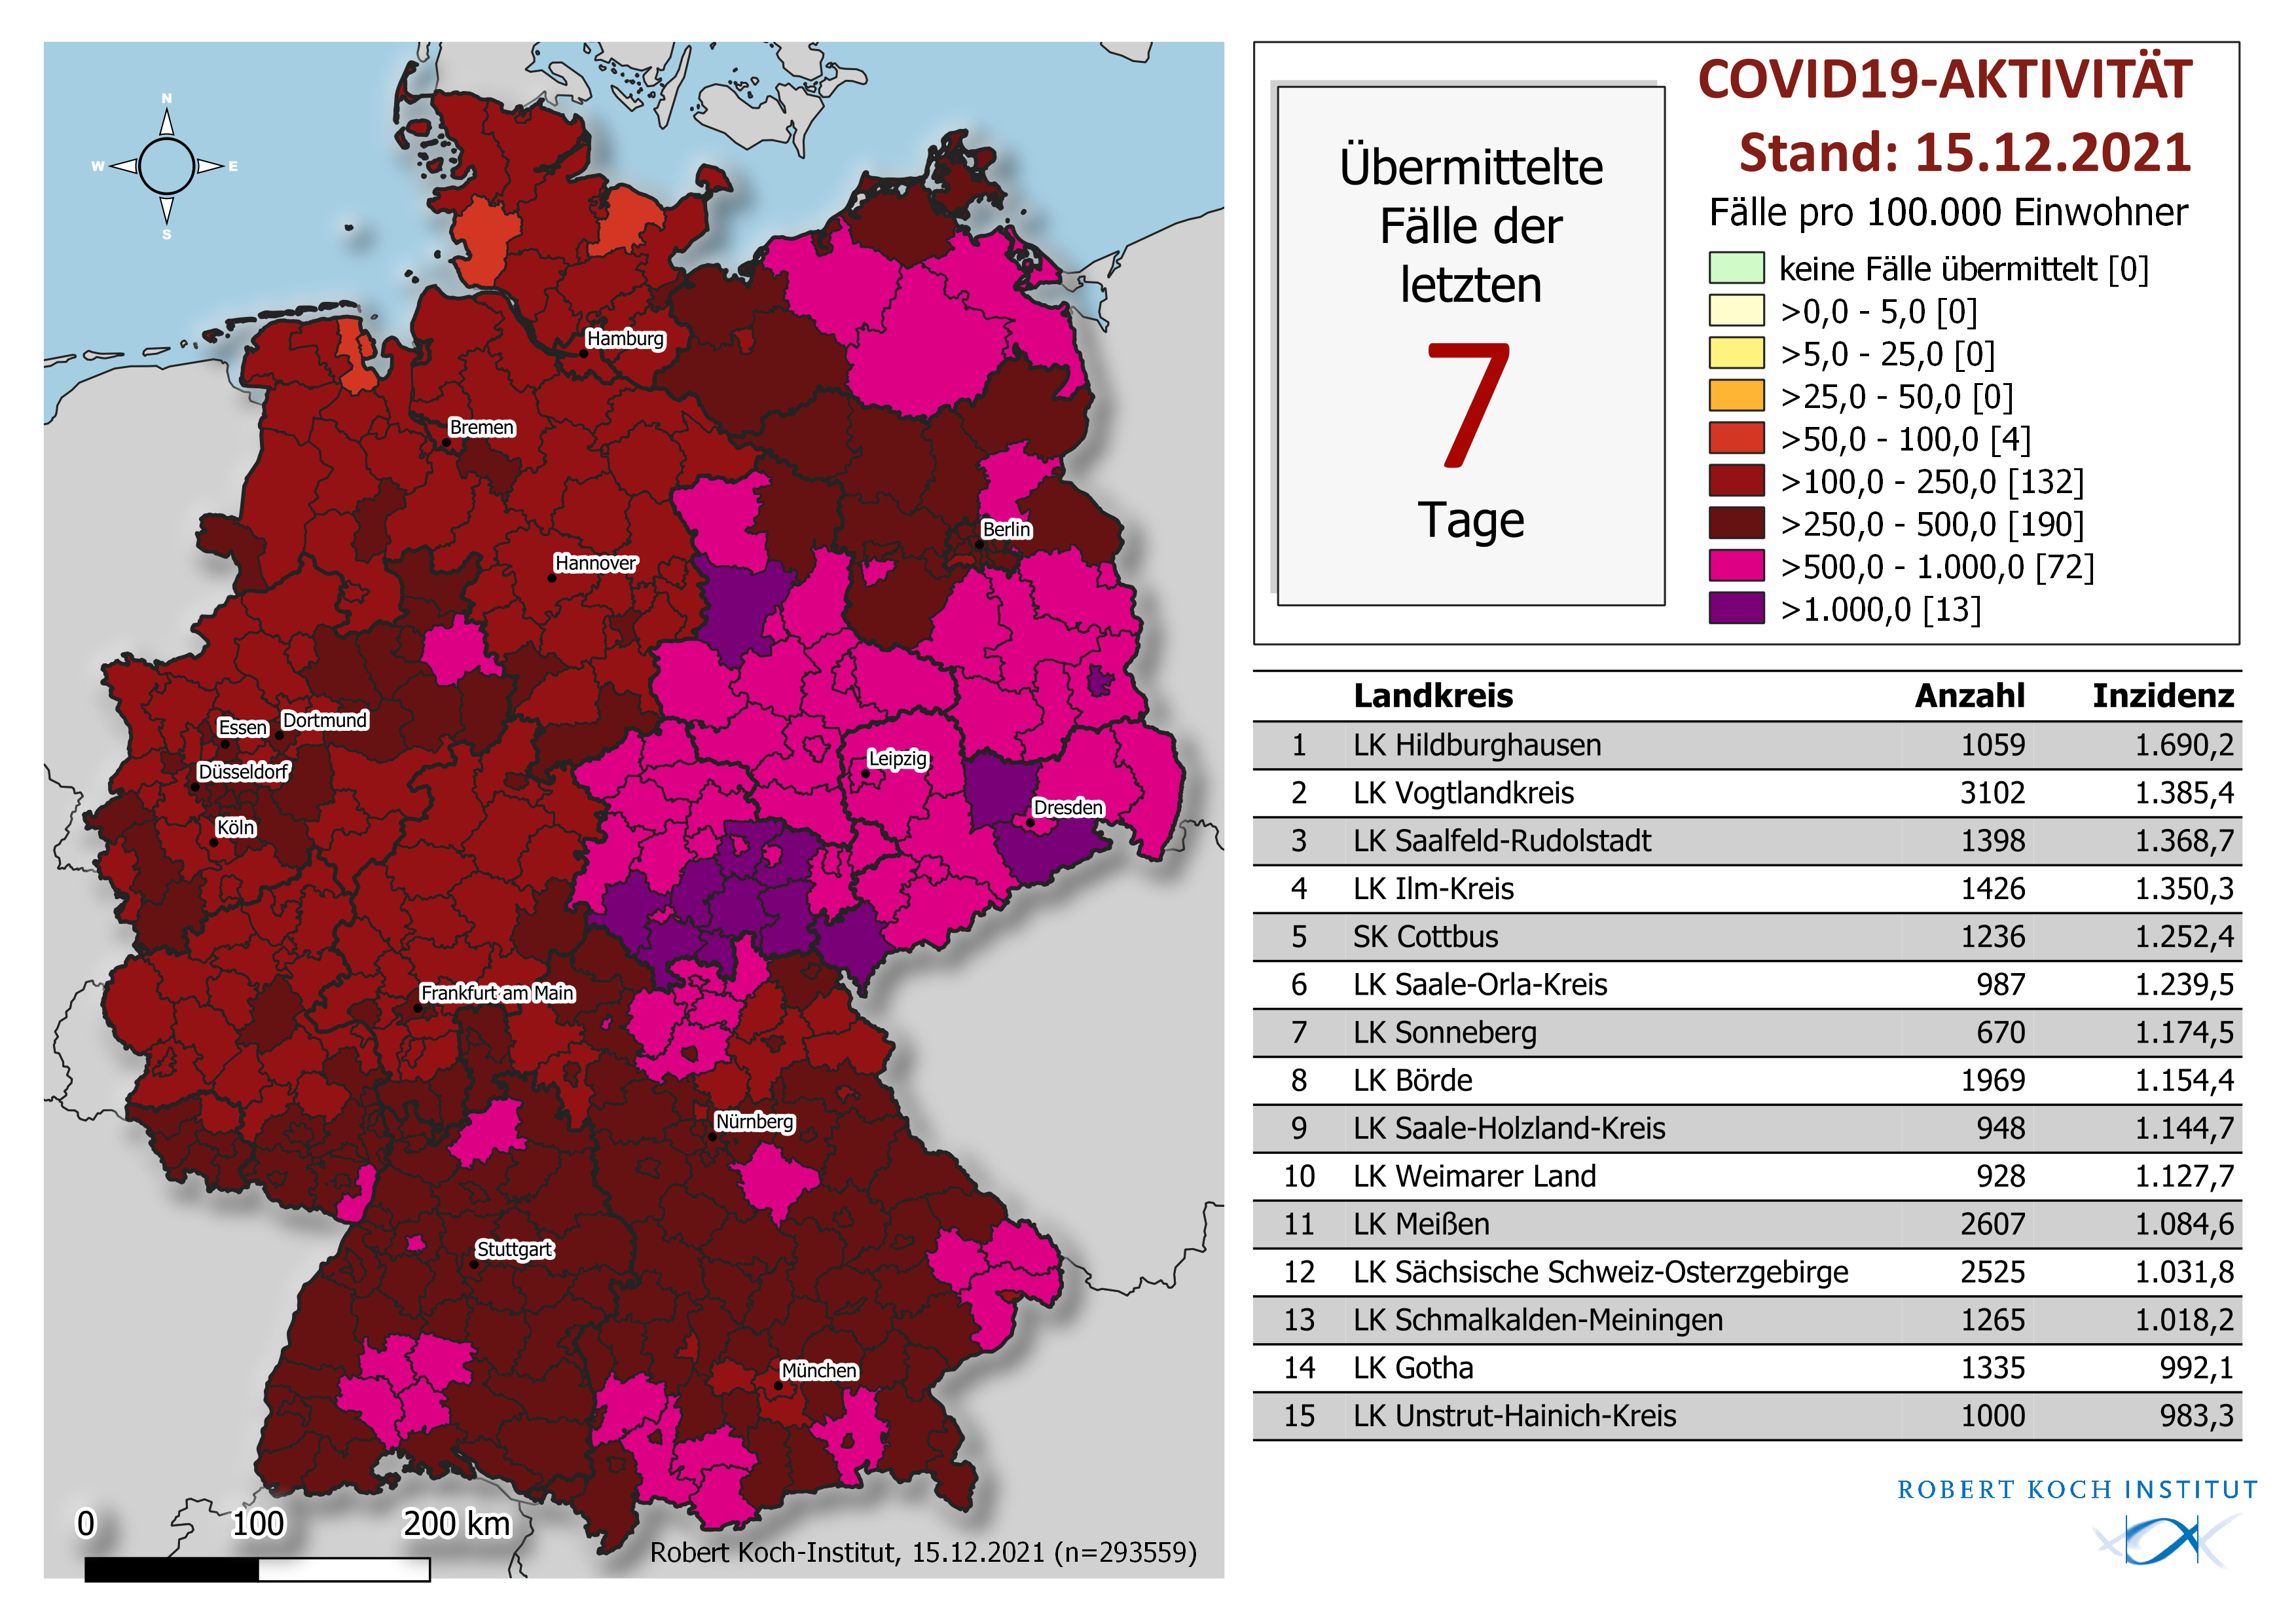 N
W
E
S
Hamburg
Bremen
Berlin
Hannover
Essen
Dortmund
Düsseldorf
Leipzig
Köln
Dresden
Frankfurt am Main
Nürnberg
Stuttgart
München
0 100 200 km
Robert Koch-Institut, 15.12.2021 (n=293559)
Übermittelte
Fälle der
letzten
7
Tage
COVID19-AKTIVITÄT
Stand: 15.12.2021
Fälle pro 100.000 Einwohner
keine Fälle übermittelt [0]
>0,0 - 5,0 [0]
>5,0 - 25,0 [0]
>25,0 - 50,0 [0]
>50,0 - 100,0 [4]
>100,0 - 250,0 [132]
>250,0 - 500,0 [190]
>500,0 - 1.000,0 [72]
>1.000,0 [13]
Landkreis Anzahl Inzidenz
1 LK Hildburghausen 1059 1.690,2
2 LK Vogtlandkreis 3102 1.385,4
3 LK Saalfeld-Rudolstadt 1398 1.368,7
4 LK Ilm-Kreis 1426 1.350,3
5 SK Cottbus 1236 1.252,4
6 LK Saale-Orla-Kreis 987 1.239,5
7 LK Sonneberg 670 1.174,5
8 LK Börde 1969 1.154,4
9 LK Saale-Holzland-Kreis 948 1.144,7
10 LK Weimarer Land 928 1.127,7
11 LK Meißen 2607 1.084,6
12 LK Sächsische Schweiz-Osterzgebirge 2525 1.031,8
13 LK Schmalkalden-Meiningen 1265 1.018,2
14 LK Gotha 1335 992,1
15 LK Unstrut-Hainich-Kreis 1000 983,3
ROBERT KOCH INSTITUT